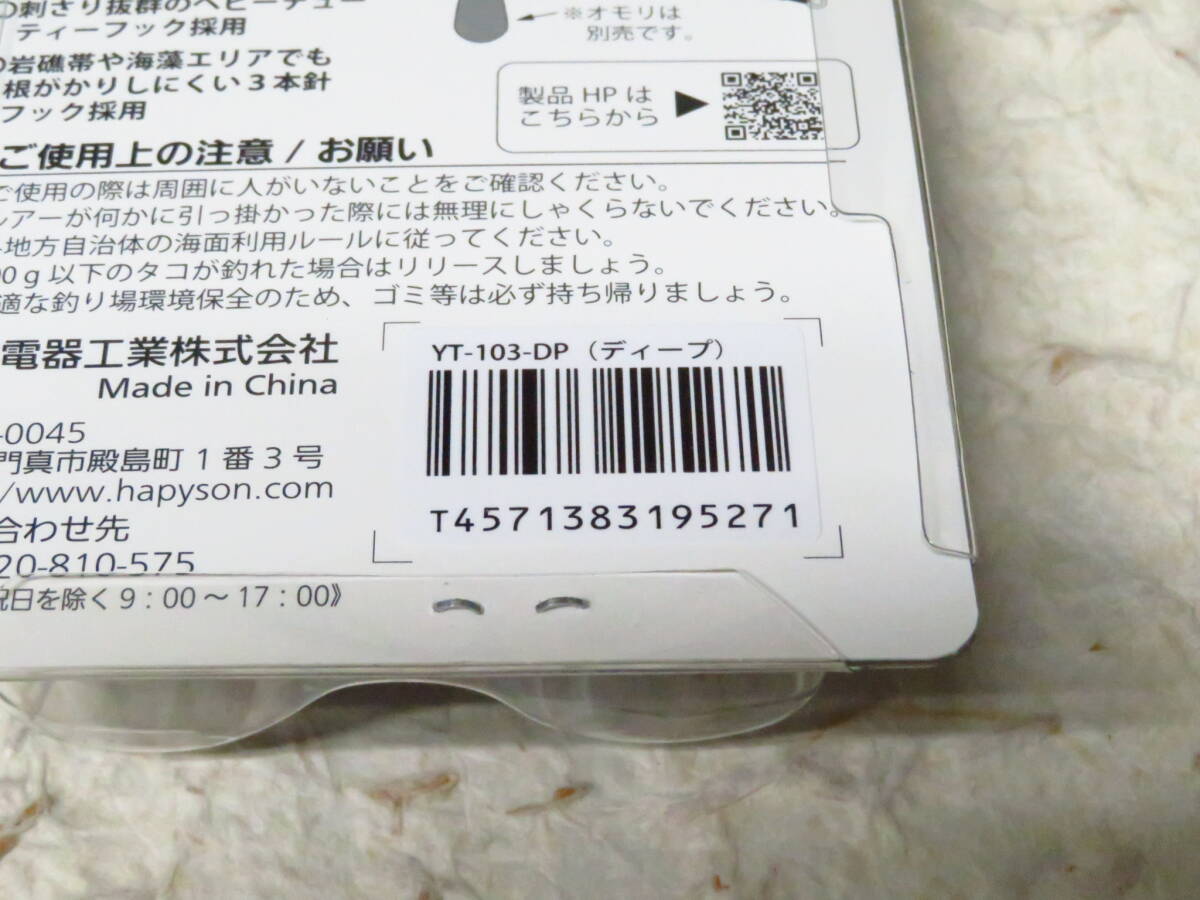 の刺さり抜群のヘビーデュー
ティーフック採用
の岩礁帯や海藻エリアでも
根がかりしにくい3本針
フック採用
※オモリは
別売です。
製品HPは
こちらから
ご使用上の注意 / お願い
ご使用の際は周囲に人がいないことをご確認ください。
ルアーが何かに引っ掛かった際には無理にしゃくらないでください。
地方自治体の海面利用ルールに従ってください。
00g以下のタコが釣れた場合はリリースしましょう。
適な釣り場環境保全のため、ゴミ等は必ず持ち帰りましょう。
電器工業株式会社
Made in China
-0045
門真市殿島町1番3号
/www.hapyson.com
合わせ先
20-810-575
祝日を除く9:00～17:00》
YT-103-DP（ディープ）
T4571383195271